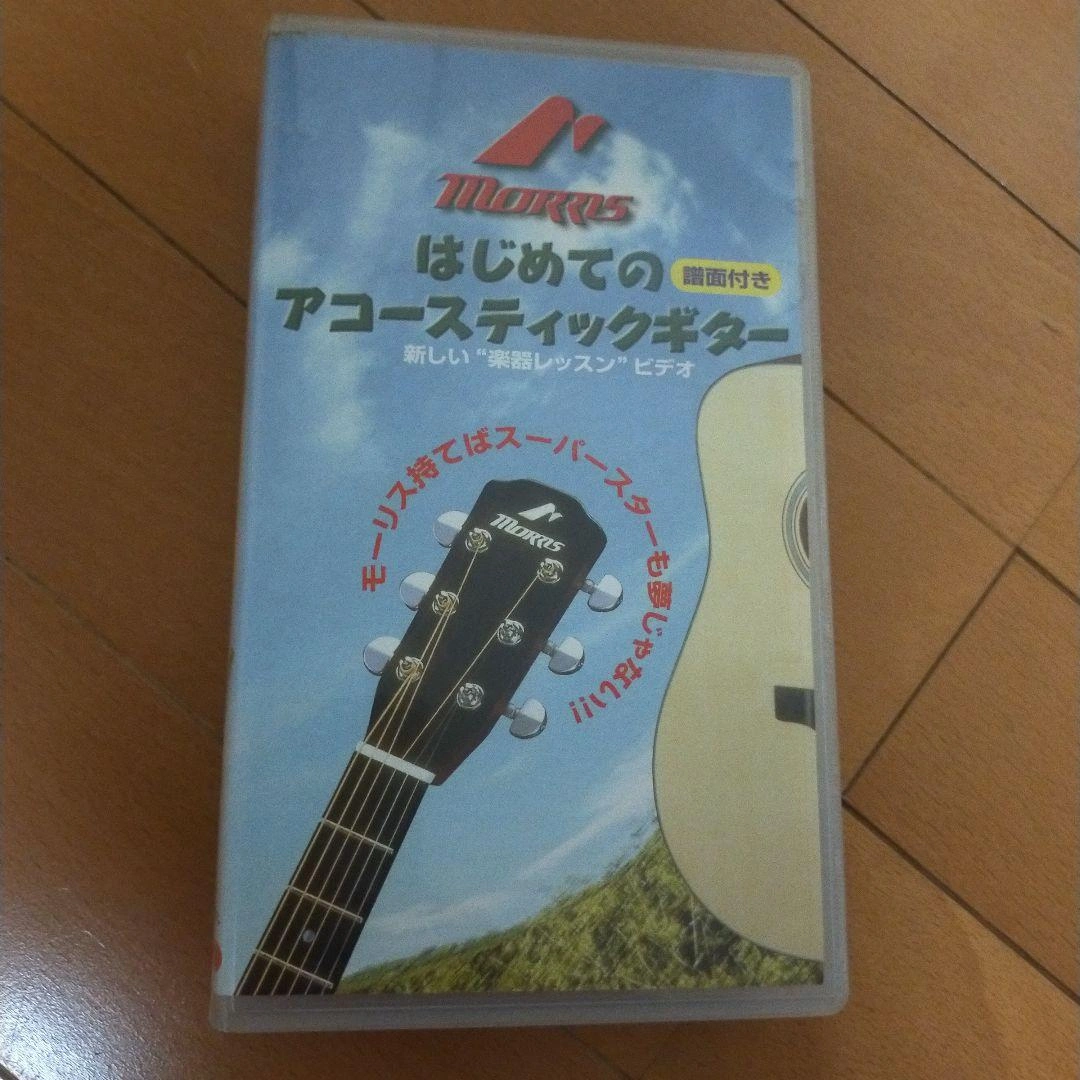 MORRIS
はじめての
譜面付き
アコースティックギター
新しい“楽器レッスン”ビデオ
モーリス持てばスーパースターも夢じゃない!!
MORRIS